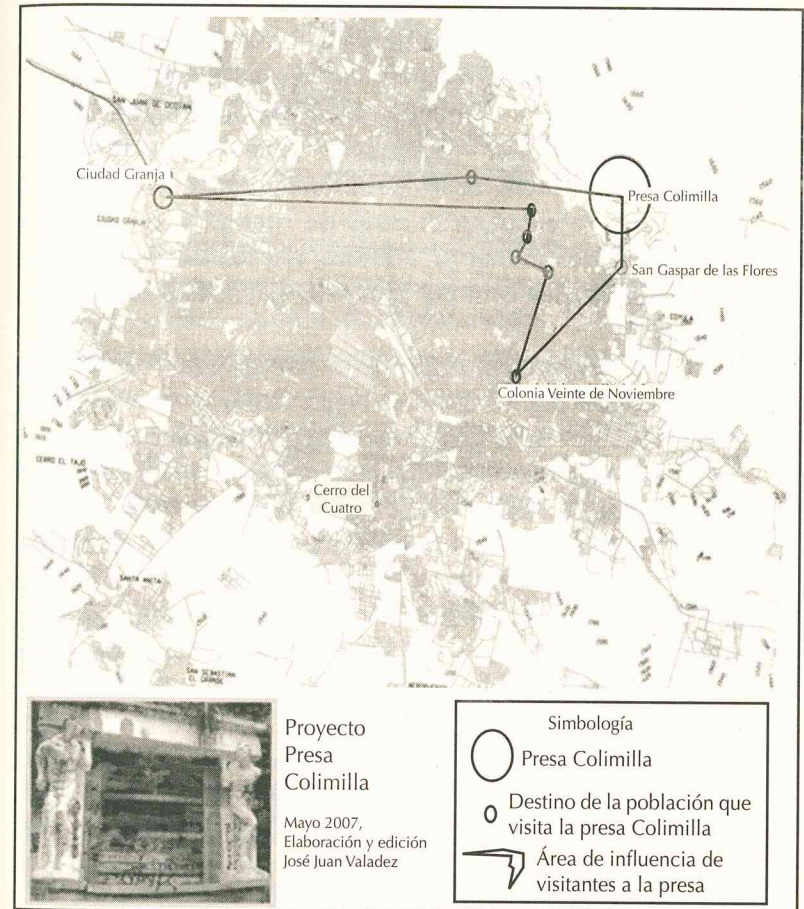 SAN JUAN DE OCOTAN
Ciudad Granja
CIUDAD GRANJA
Presa Colimilla
San Gaspar de las Flores
Colonia Veinte de Noviembre
CERRO EL TAJO
Cerro del
Cuatro
SANTA ANITA
SAN SEBASTIAN
EL GRANDE
Proyecto
Presa
Colimilla
Mayo 2007,
Elaboración y edición
José Juan Valadez
Simbología
Presa Colimilla
Destino de la población que
visita la presa Colimilla
Área de influencia de
visitantes a la presa